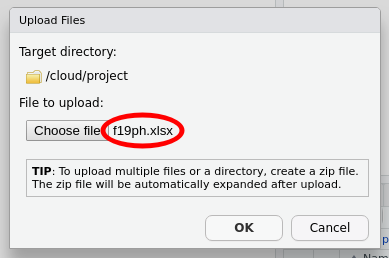 Upload Files
Target directory:
/cloud/project
File to upload:
Choose file f19ph.xlsx
TIP: To upload multiple files or a directory, create a zip file.
The zip file will be automatically expanded after upload.
OK Cancel